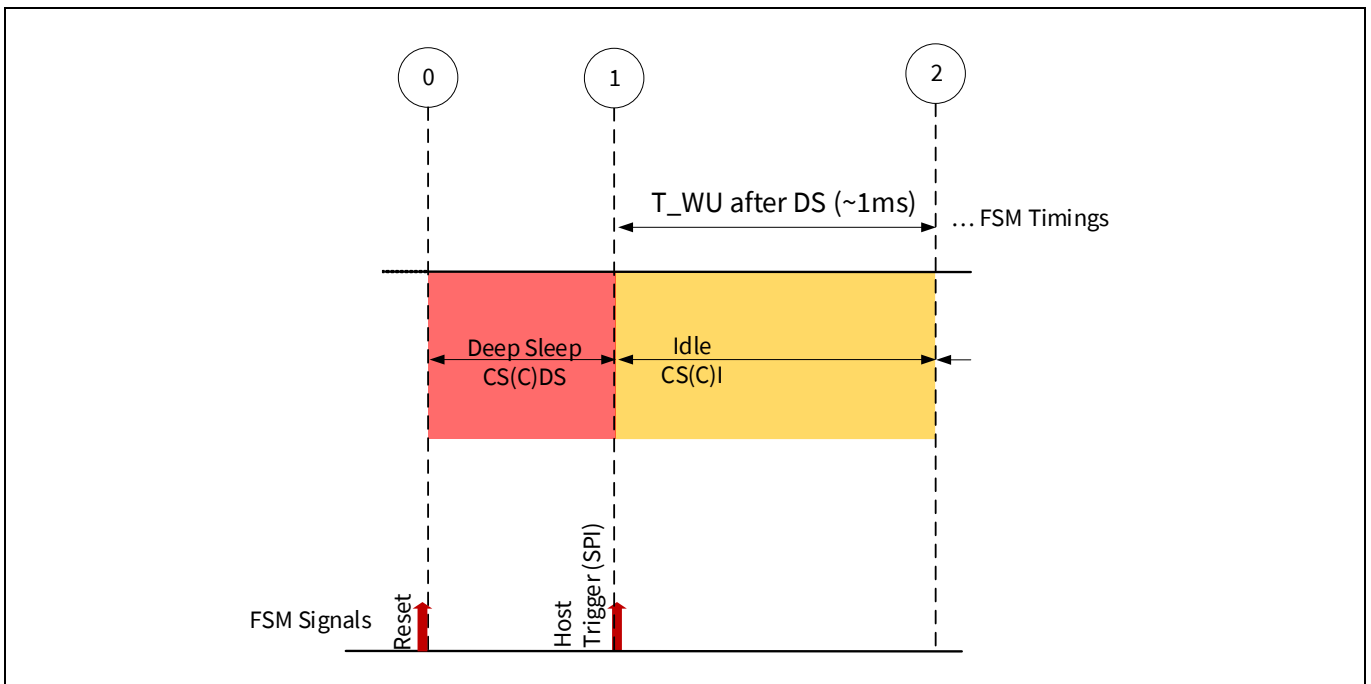 0
1
2
T_WU after DS (~1ms)
... FSM Timings
Deep Sleep
CS(C)DS
Idle
CS(C)I
FSM Signals
Reset
Host
Trigger (SPI)